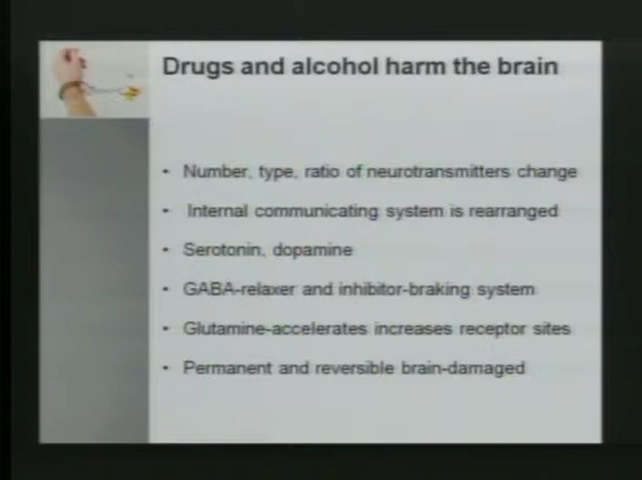 Drugs and alcohol harm the brain
• Number, type, ratio of neurotransmitters change
• Internal communicating system is rearranged
• Serotonin, dopamine
• GABA-relaxer and inhibitor-braking system
• Glutamine-accelerates increases receptor sites
• Permanent and reversible brain-damaged